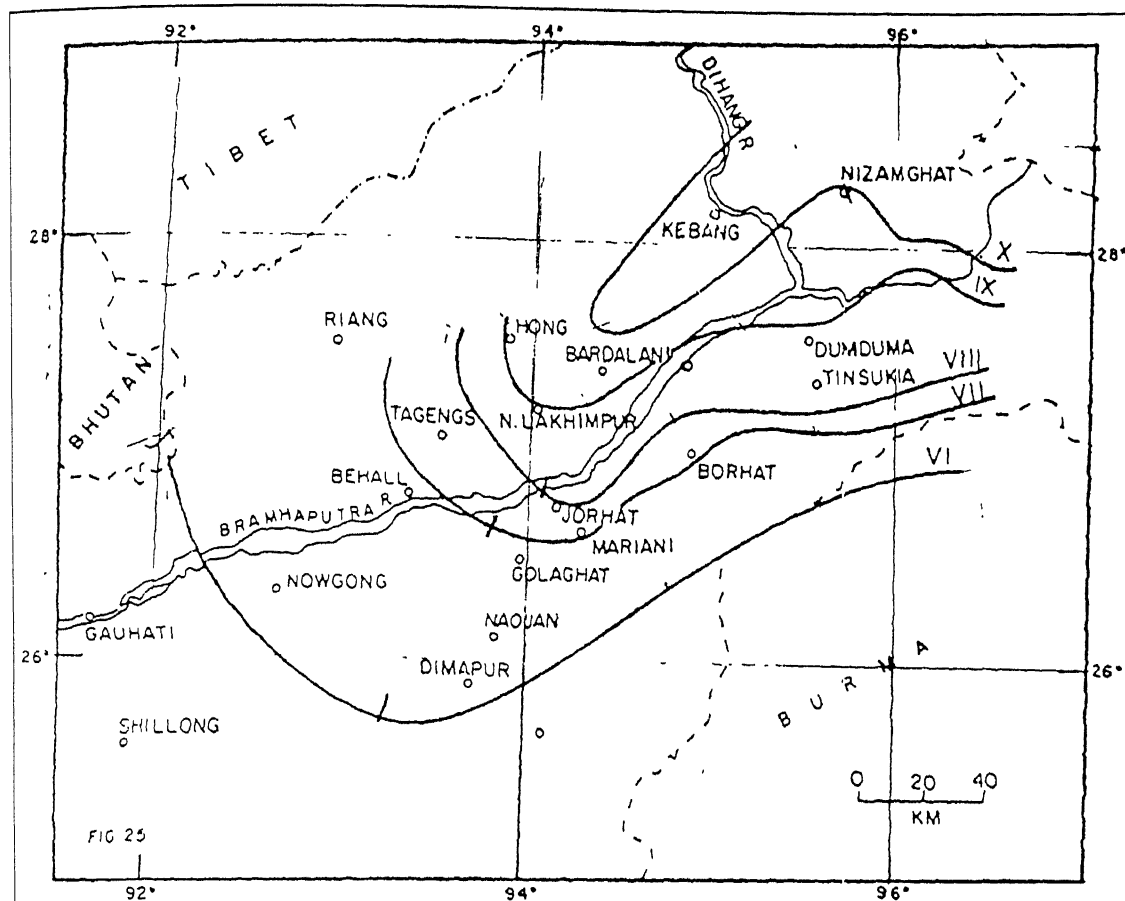 92°
94°
96°
TIBET
DIHANG R
NIZAMGHAT
KEBANG
28°
28°
X
IX
RIANG
HONG
BARDALANI
DUMDUMA
TINSUKIA
VIII
VII
BHUTAN
TAGENGS
N. LAKHIMPUR
BEHALL
BORHAT
VI
BRAMHAPUTRA R
JORHAT
MARIANI
GOLAGHAT
NOWGONG
GAUHATI
NAOJAN
26°
DIMAPUR
26°
BURMA
SHILLONG
0 20 40
KM
FIG 25
92°
94°
96°